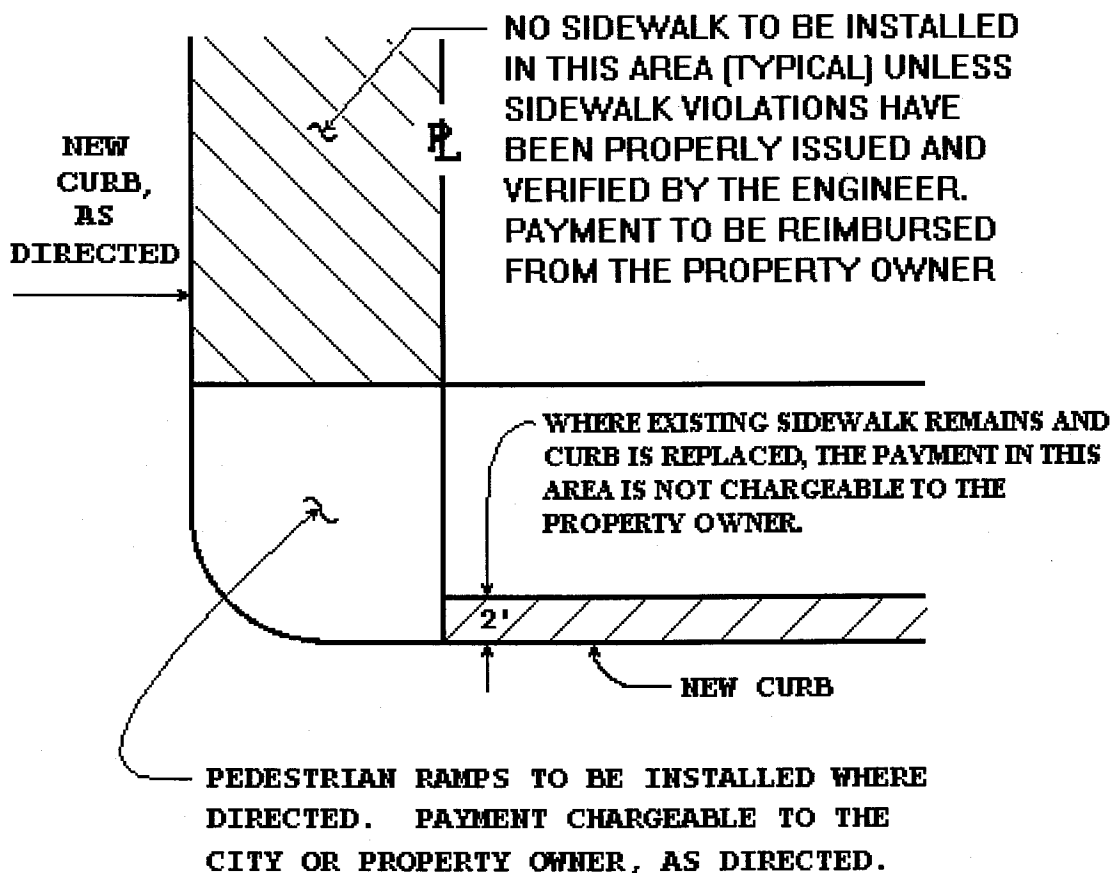 NO SIDEWALK TO BE INSTALLED
IN THIS AREA (TYPICAL) UNLESS
SIDEWALK VIOLATIONS HAVE
BEEN PROPERLY ISSUED AND
VERIFIED BY THE ENGINEER.
PAYMENT TO BE REIMBURSED
FROM THE PROPERTY OWNER
NEW
CURB,
AS
DIRECTED
PL
WHERE EXISTING SIDEWALK REMAINS AND
CURB IS REPLACED, THE PAYMENT IN THIS
AREA IS NOT CHARGEABLE TO THE
PROPERTY OWNER.
2'
NEW CURB
PEDESTRIAN RAMPS TO BE INSTALLED WHERE
DIRECTED. PAYMENT CHARGEABLE TO THE
CITY OR PROPERTY OWNER, AS DIRECTED.